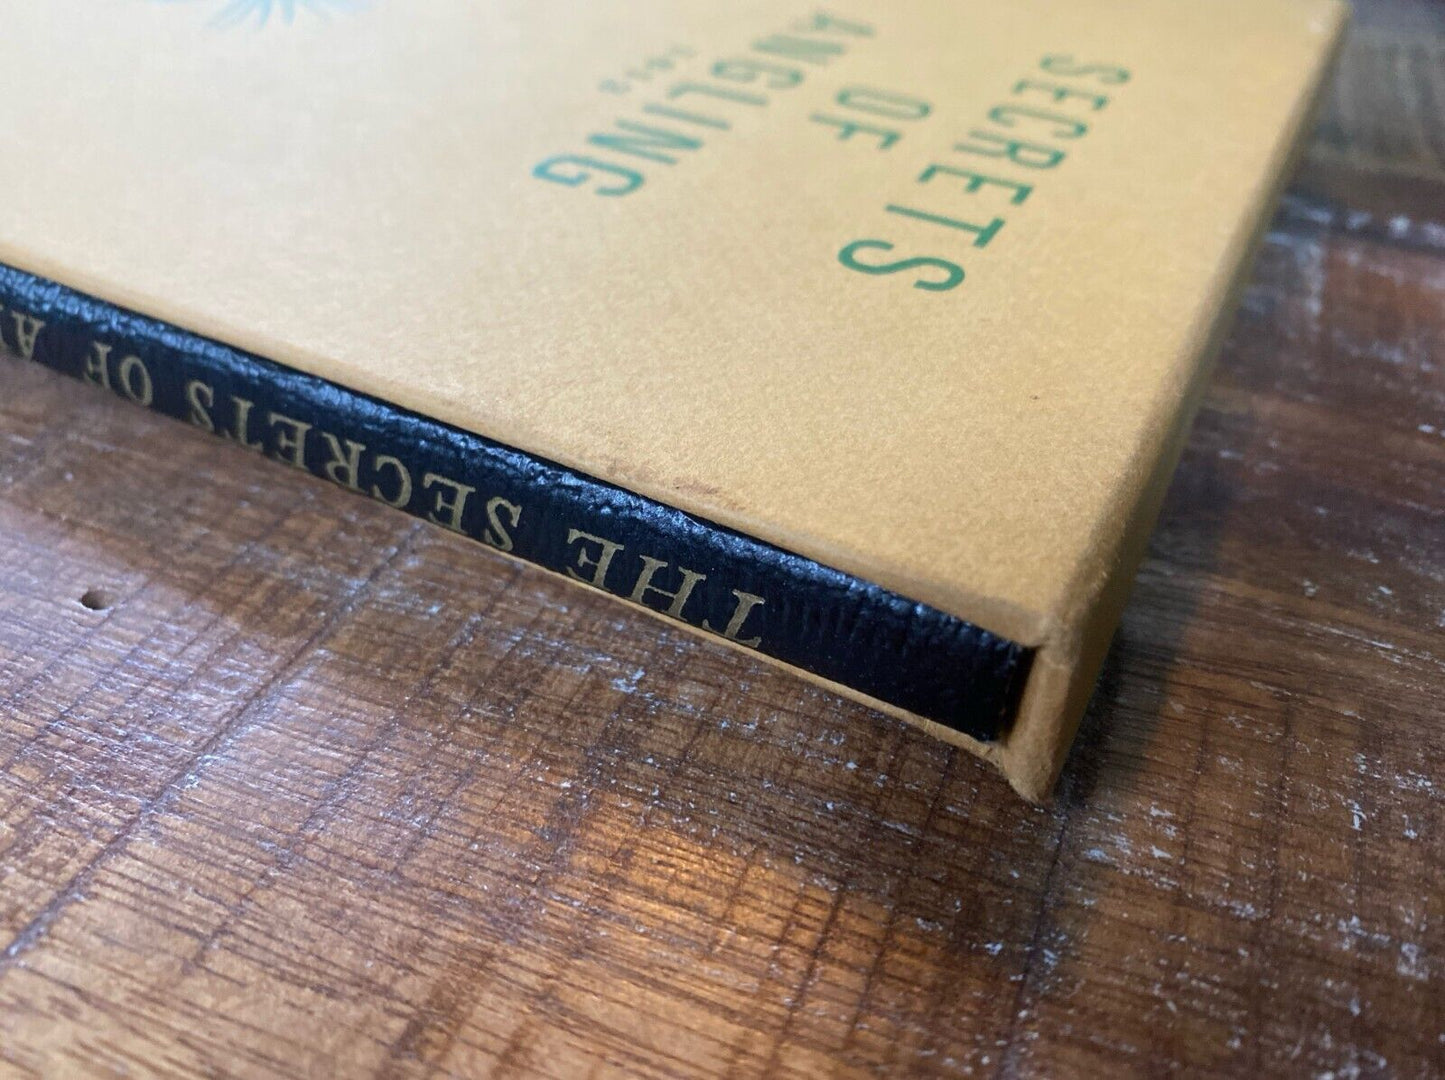 SECRETS
OF
ANGLING
THE SECRETS OF